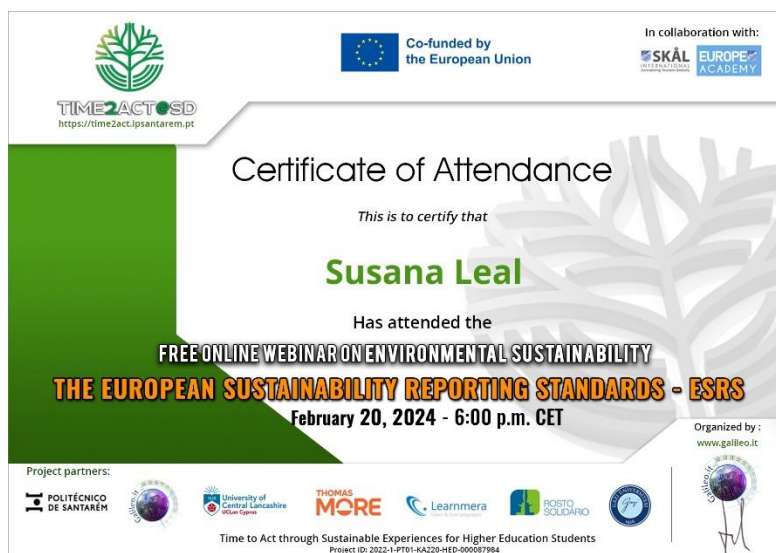 TIME2ACT@SD
https://time2act.ipsantarem.pt
Co-funded by
the European Union
In collaboration with:
SKÅL
INTERNATIONAL
EUROPE
ACADEMY
Certificate of Attendance
This is to certify that
Susana Leal
Has attended the
FREE ONLINE WEBINAR ON ENVIRONMENTAL SUSTAINABILITY
THE EUROPEAN SUSTAINABILITY REPORTING STANDARDS - ESRS
February 20, 2024 - 6:00 p.m. CET
Organized by :
www.galileo.it
Project partners:
POLITÉCNICO
DE SANTARÉM
Galileo.it
University of
Central Lancashire
UCLan Cyprus
THOMAS
MORE
Learnmera
ROSTO
SOLIDÁRIO
Galileo.it
Time to Act through Sustainable Experiences for Higher Education Students
Project ID: 2022-1-PT01-KA220-HED-000087984